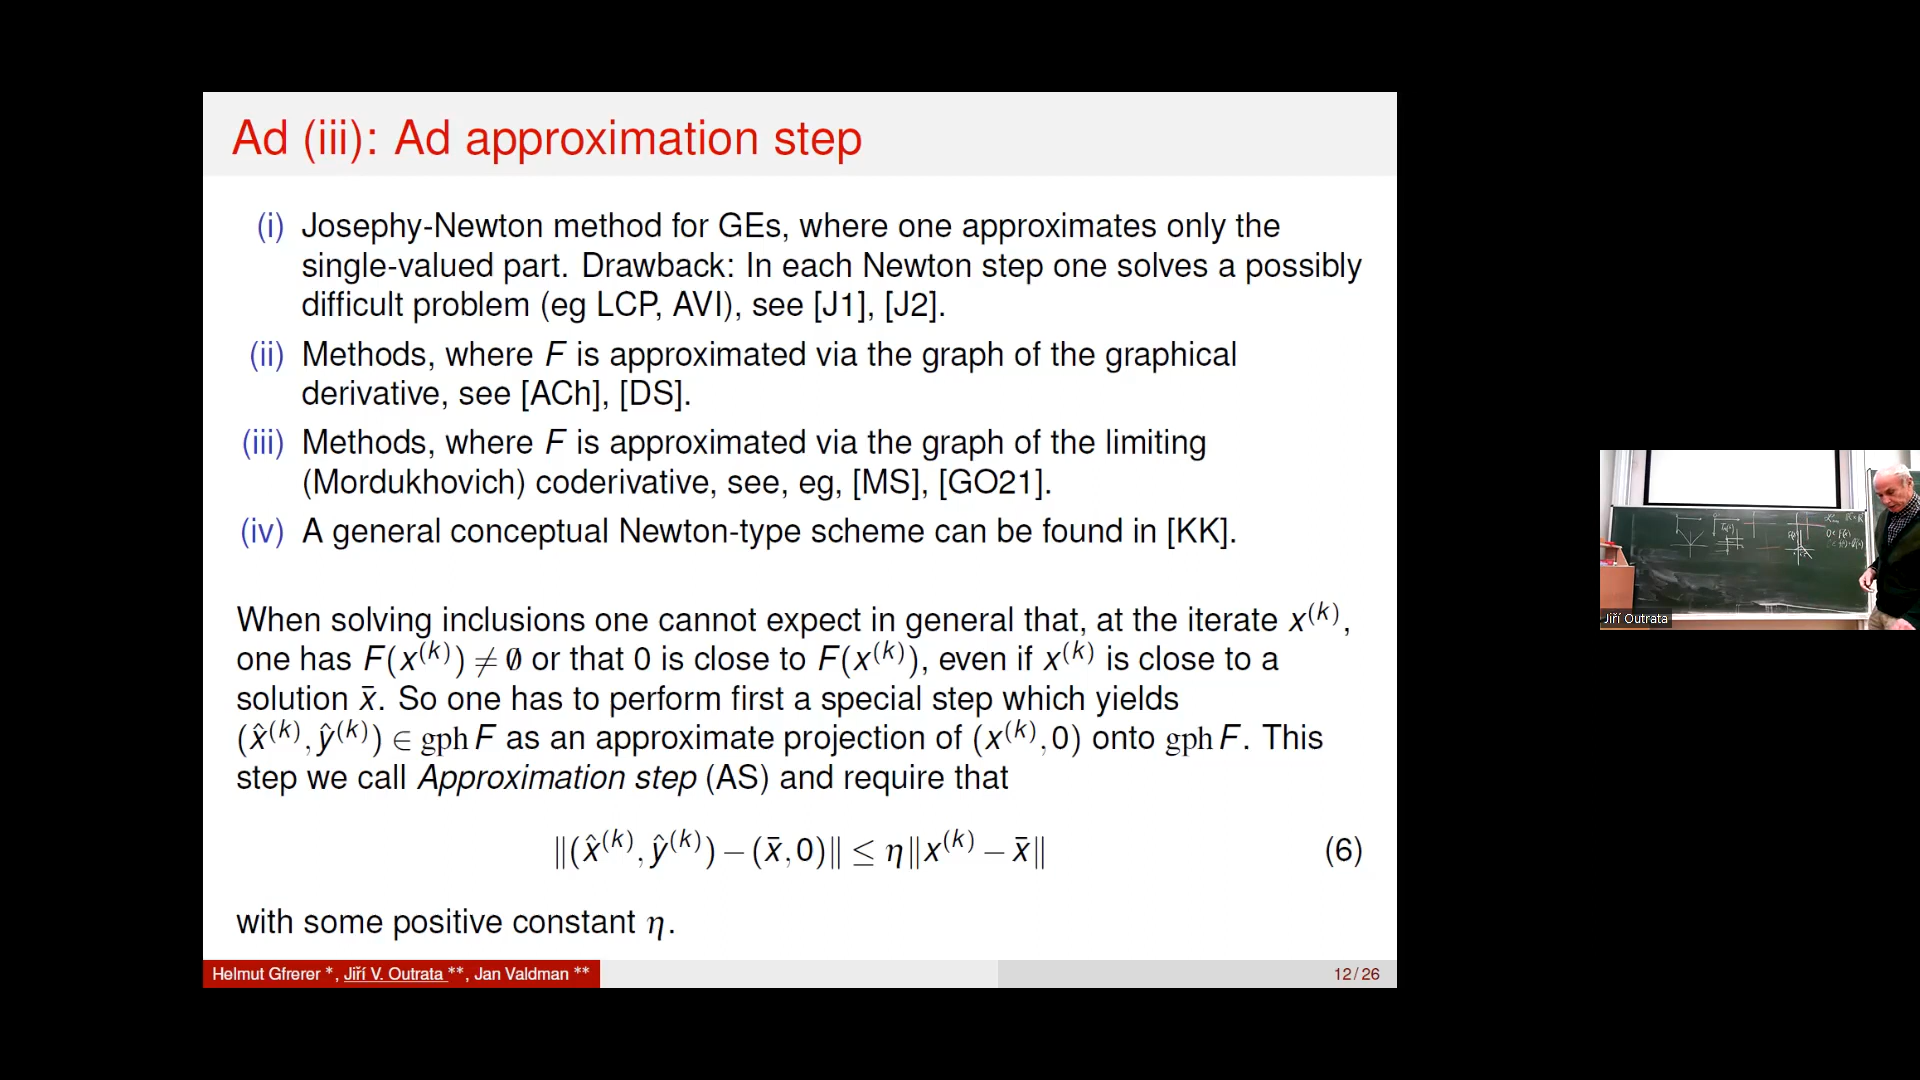 Ad (iii): Ad approximation step
(i) Josephy-Newton method for GEs, where one approximates only the
single-valued part. Drawback: In each Newton step one solves a possibly
difficult problem (eg LCP, AVI), see [J1], [J2].
(ii) Methods, where F is approximated via the graph of the graphical
derivative, see [ACh], [DS].
(iii) Methods, where F is approximated via the graph of the limiting
(Mordukhovich) coderivative, see, eg, [MS], [GO21].
(iv) A general conceptual Newton-type scheme can be found in [KK].
When solving inclusions one cannot expect in general that, at the iterate x^(k),
one has F(x^(k)) ≠ ∅ or that 0 is close to F(x^(k)), even if x^(k) is close to a
solution x̄. So one has to perform first a special step which yields
(x̂^(k), ŷ^(k)) ∈ gph F as an approximate projection of (x^(k), 0) onto gph F. This
step we call Approximation step (AS) and require that
‖(x̂^(k), ŷ^(k)) − (x̄, 0)‖ ≤ η‖x^(k) − x̄‖ (6)
with some positive constant η.
Helmut Gfrerer *, Jiří V. Outrata **, Jan Valdman **
12/26
Jiří Outrata